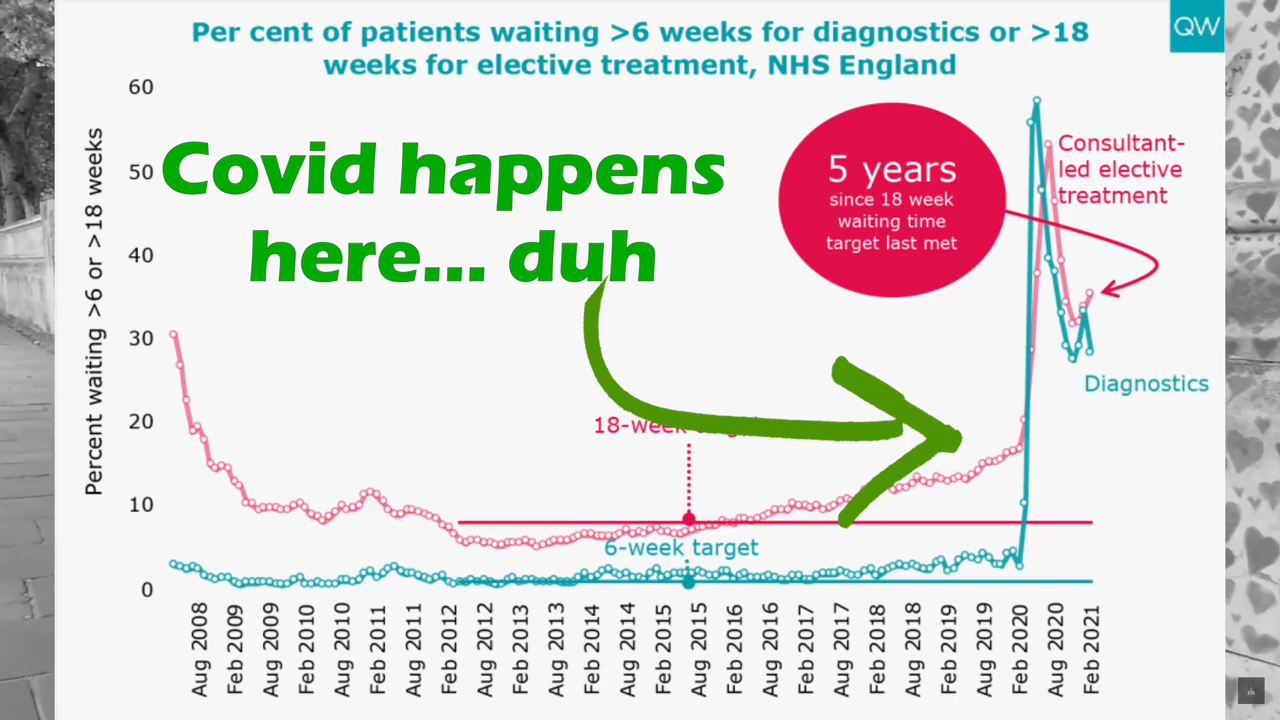 Per cent of patients waiting >6 weeks for diagnostics or >18
weeks for elective treatment, NHS England
QW
Percent waiting >6 or >18 weeks
60
50
40
30
20
10
0
Covid happens
here... duh
5 years
since 18 week
waiting time
target last met
Consultant-
led elective
treatment
Diagnostics
18-week
6-week target
Aug 2008
Feb 2009
Aug 2009
Feb 2010
Aug 2010
Feb 2011
Aug 2011
Feb 2012
Aug 2012
Feb 2013
Aug 2013
Feb 2014
Aug 2014
Feb 2015
Aug 2015
Feb 2016
Aug 2016
Feb 2017
Aug 2017
Feb 2018
Aug 2018
Feb 2019
Aug 2019
Feb 2020
Aug 2020
Feb 2021